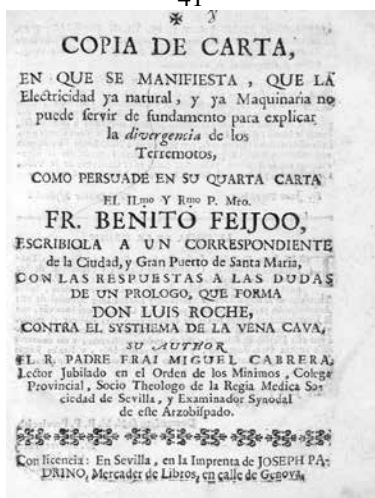 41
✠ y
COPIA DE CARTA,
EN QUE SE MANIFIESTA, QUE LA
Electricidad ya natural, y ya Maquinaria no
puede ſervir de fundamento para explicar
la divergencia de los
Terremotos,
COMO PERSUADE EN SU QUARTA CARTA
EL ILmo Y Rmo P. Mro.
FR. BENITO FEIJOO,
ESCRIBIOLA A UN CORRESPONDIENTE
de la Ciudad, y Gran Puerto de Santa Maria,
CON LAS RESPUESTAS A LAS DUDAS
DE UN PROLOGO, QUE FORMA
DON LUIS ROCHE,
CONTRA EL SYSTHEMA DE LA VENA CAVA,
SU AUTHOR
EL R. PADRE FRAI MIGUEL CABRERA,
Lector Jubilado en el Orden de los Minimos, Colega
Provincial, Socio Theologo de la Regia Medica So-
ciedad de Sevilla, y Examinador Synodal
de eſte Arzobiſpado.
Con licencia: En Sevilla, en la Imprenta de JOSEPH PA-
DRINO, Mercader de Libros, en calle de Genova.